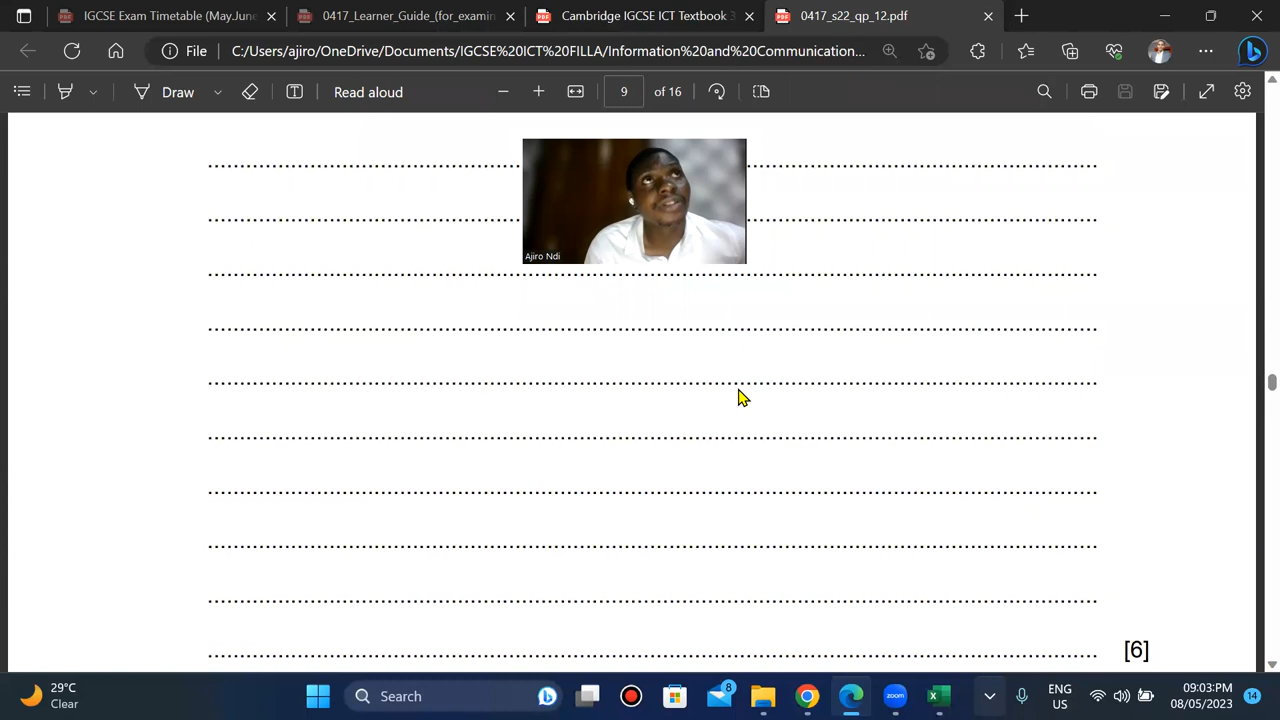 IGCSE Exam Timetable (May.June
0417_Learner_Guide_(for_examin
Cambridge IGCSE ICT Textbook 3
0417_s22_qp_12.pdf
File
C:/Users/ajiro/OneDrive/Documents/IGCSE%20ICT%20FILLA/Information%20and%20Communication...
Draw
Read aloud
9
of 16
Ajiro Ndi
[6]
29°C
Clear
Search
8
ENG
US
09:03:PM
08/05/2023
14